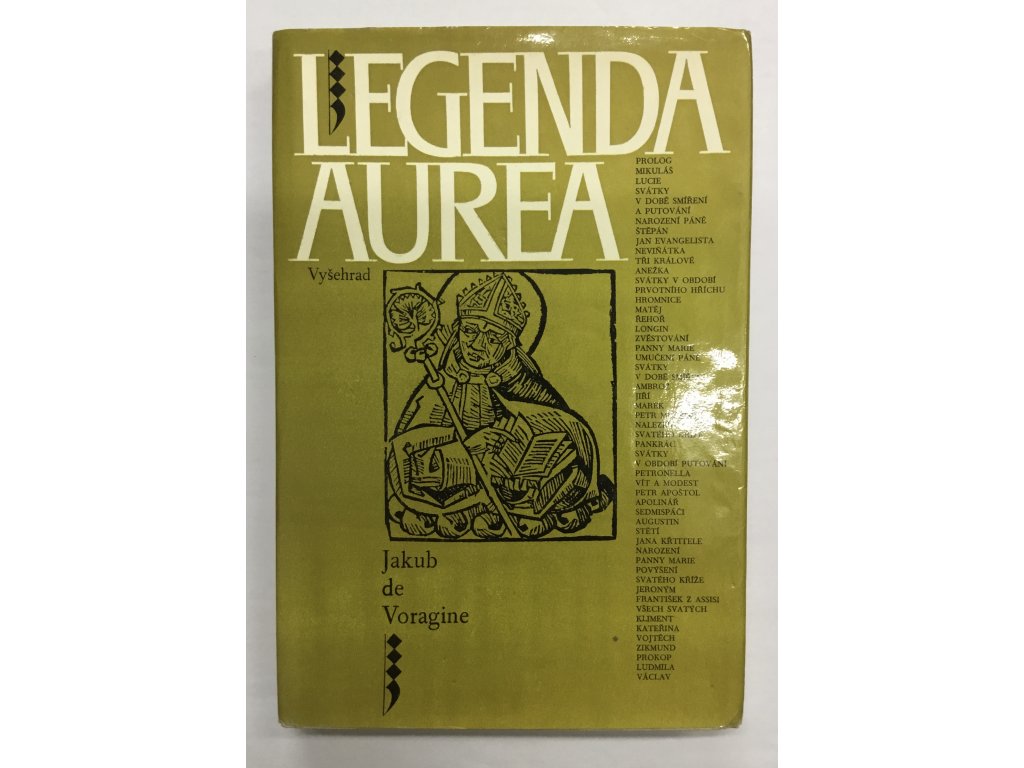 LEGENDA
AUREA
Vyšehrad
Jakub
de
Voragine
PROLOG
MIKULÁŠ
LUCIE
SVÁTKY
V DOBĚ SMÍŘENÍ
A PUTOVÁNÍ
NAROZENÍ PÁNĚ
ŠTĚPÁN
JAN EVANGELISTA
NEVIŇÁTKA
TŘI KRÁLOVÉ
ANEŽKA
SVÁTKY V OBDOBÍ
PRVOTNÍHO HŘÍCHU
HROMNICE
MATĚJ
ŘEHOŘ
LONGIN
ZVĚSTOVÁNÍ
PANNY MARIE
UMUČENÍ PÁNĚ
SVÁTKY
V DOBĚ
AMBROŽ
JIŘÍ
MAREK
PETR
SVATÉHO
PANKRÁC
SVÁTKY
V OBDOBÍ PUTOVÁNÍ
PETRONELLA
VÍT A MODEST
PETR APOŠTOL
APOLINÁŘ
SEDMISPÁČI
AUGUSTIN
STĚTÍ
JANA KŘTITELE
NAROZENÍ
PANNY MARIE
POVÝŠENÍ
SVATÉHO KŘÍŽE
JERONÝM
FRANTIŠEK Z ASSISI
VŠECH SVATÝCH
KLIMENT
KATEŘINA
VOJTĚCH
ZIKMUND
PROKOP
LUDMILA
VÁCLAV